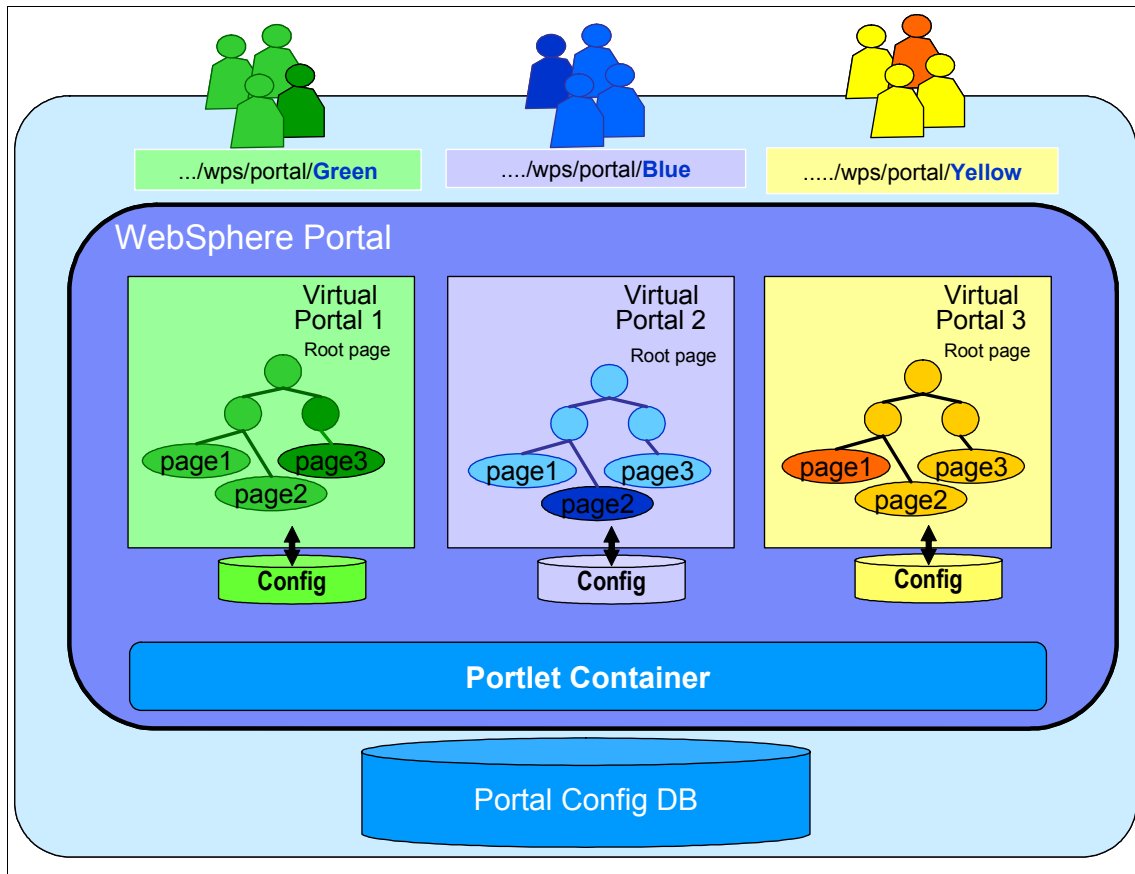 .../wps/portal/Green
..../wps/portal/Blue
...../wps/portal/Yellow
WebSphere Portal
Virtual
Portal 1
Root page
page1
page3
page2
Config
Virtual
Portal 2
Root page
page1
page3
page2
Config
Virtual
Portal 3
Root page
page1
page3
page2
Config
Portlet Container
Portal Config DB